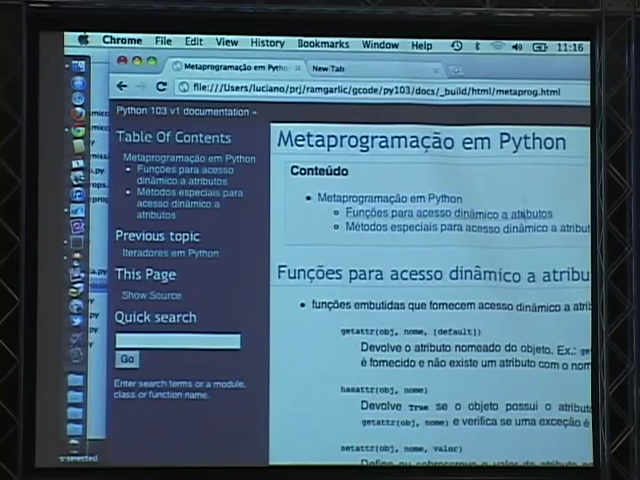 Chrome File Edit View History Bookmarks Window Help 11:16
Metaprogramação em Pytho
New Tab
file:///Users/luciano/prj/ramgarlic/gcode/py103/docs/_build/html/metaprog.html
Python 103 v1 documentation »
Table Of Contents
Metaprogramação em Python
Funções para acesso
dinâmico a atributos
Métodos especiais para
acesso dinâmico a
atributos
Previous topic
Iteradores em Python
This Page
Show Source
Quick search
Go
Enter search terms or a module,
class or function name.
Metaprogramação em Python
Conteúdo
Metaprogramação em Python
Funções para acesso dinâmico a atributos
Métodos especiais para acesso dinâmico a atribut
Funções para acesso dinâmico a atribu
funções embutidas que fornecem acesso dinâmico a atrib
getattr(obj, nome, [default])
Devolve o atributo nomeado do objeto. Ex.:
é fornecido e não existe um atributo com o nom
hasattr(obj, nome)
Devolve True se o objeto possui o atribut
getattr(obj, nome) e verifica se uma exceção é
setattr(obj, nome, valor)